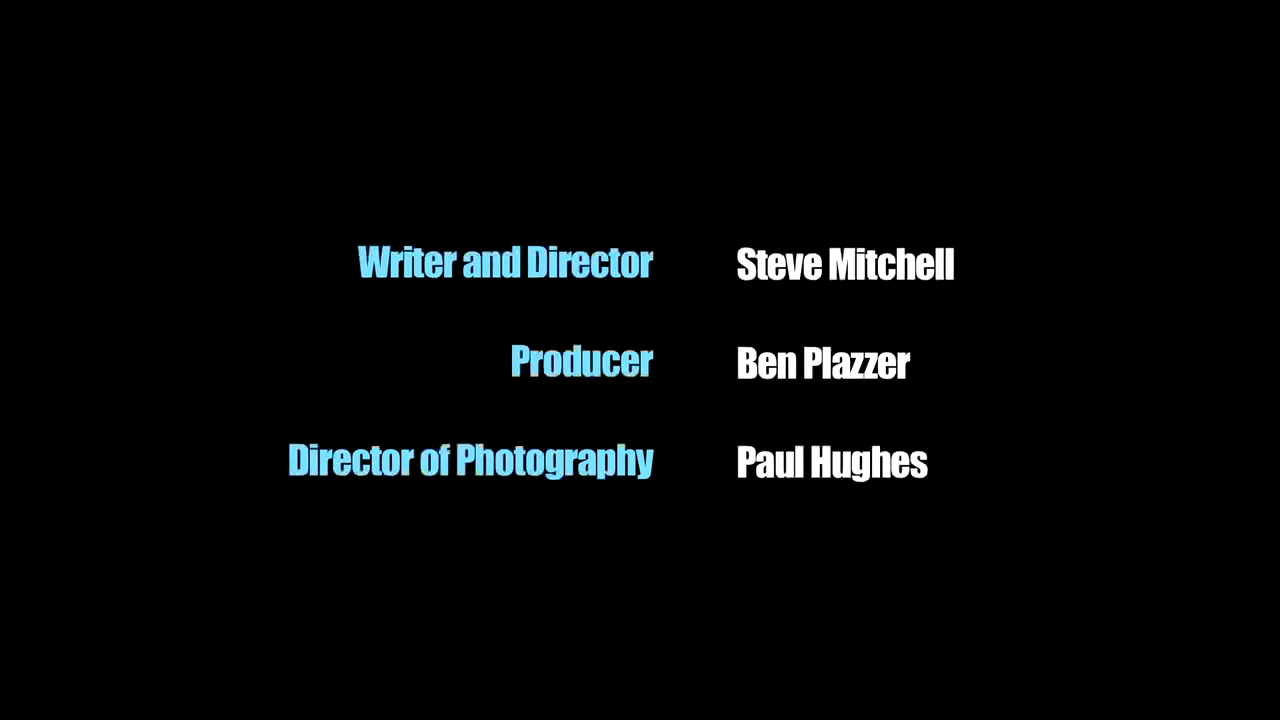 Writer and Director Steve Mitchell
Producer Ben Plazzer
Director of Photography Paul Hughes